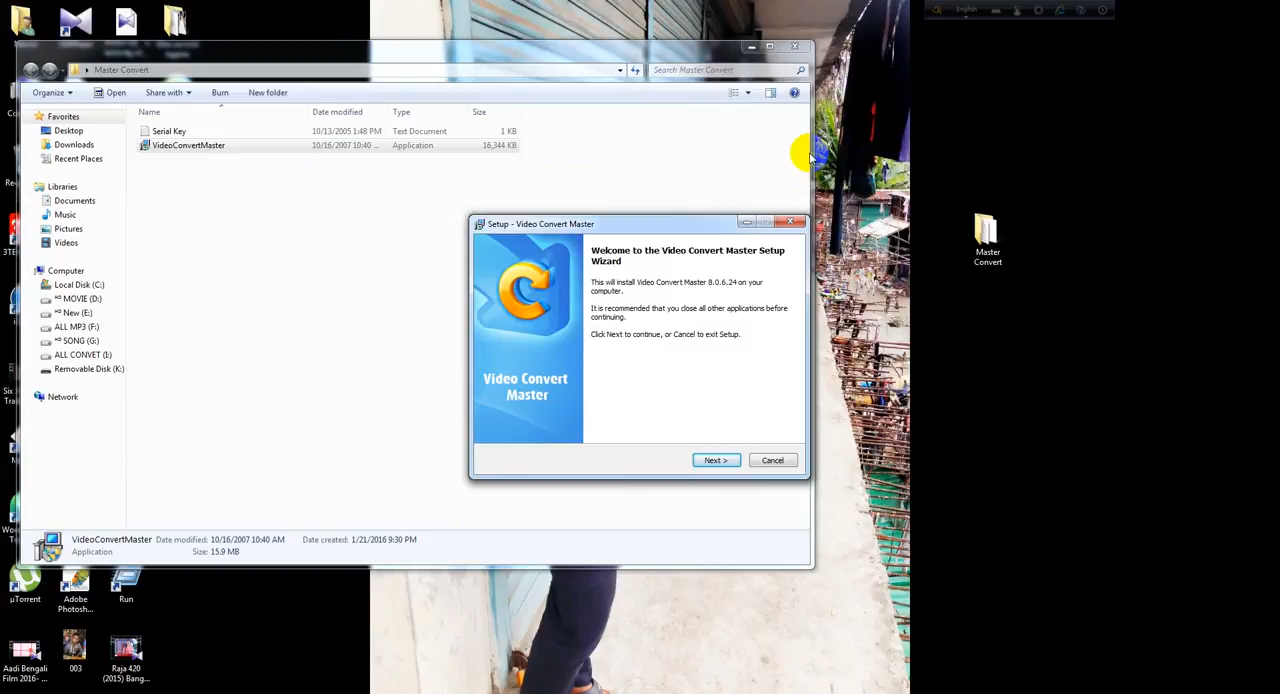 English
Master Convert
Search Master Convert
Organize
Open
Share with
Burn
New folder
Favorites
Desktop
Downloads
Recent Places
Libraries
Documents
Music
Pictures
Videos
Computer
Local Disk (C:)
MOVIE (D:)
New (E:)
ALL MP3 (F:)
SONG (G:)
ALL CONVET (I:)
Removable Disk (K:)
Network
Name
Date modified
Type
Size
Serial Key
10/13/2005 1:48 PM
Text Document
1 KB
VideoConvertMaster
10/16/2007 10:40 ...
Application
16,344 KB
Setup - Video Convert Master
Video Convert
Master
Welcome to the Video Convert Master Setup
Wizard
This will install Video Convert Master 8.0.6.24 on your
computer.
It is recommended that you close all other applications before
continuing.
Click Next to continue, or Cancel to exit Setup.
Next >
Cancel
Master
Convert
VideoConvertMaster
Date modified: 10/16/2007 10:40 AM
Date created: 1/21/2016 9:30 PM
Application
Size: 15.9 MB
µTorrent
Adobe
Photosh...
Run
Aadi Bengali
Film 2016- ...
003
Raja 420
(2015) Bang...